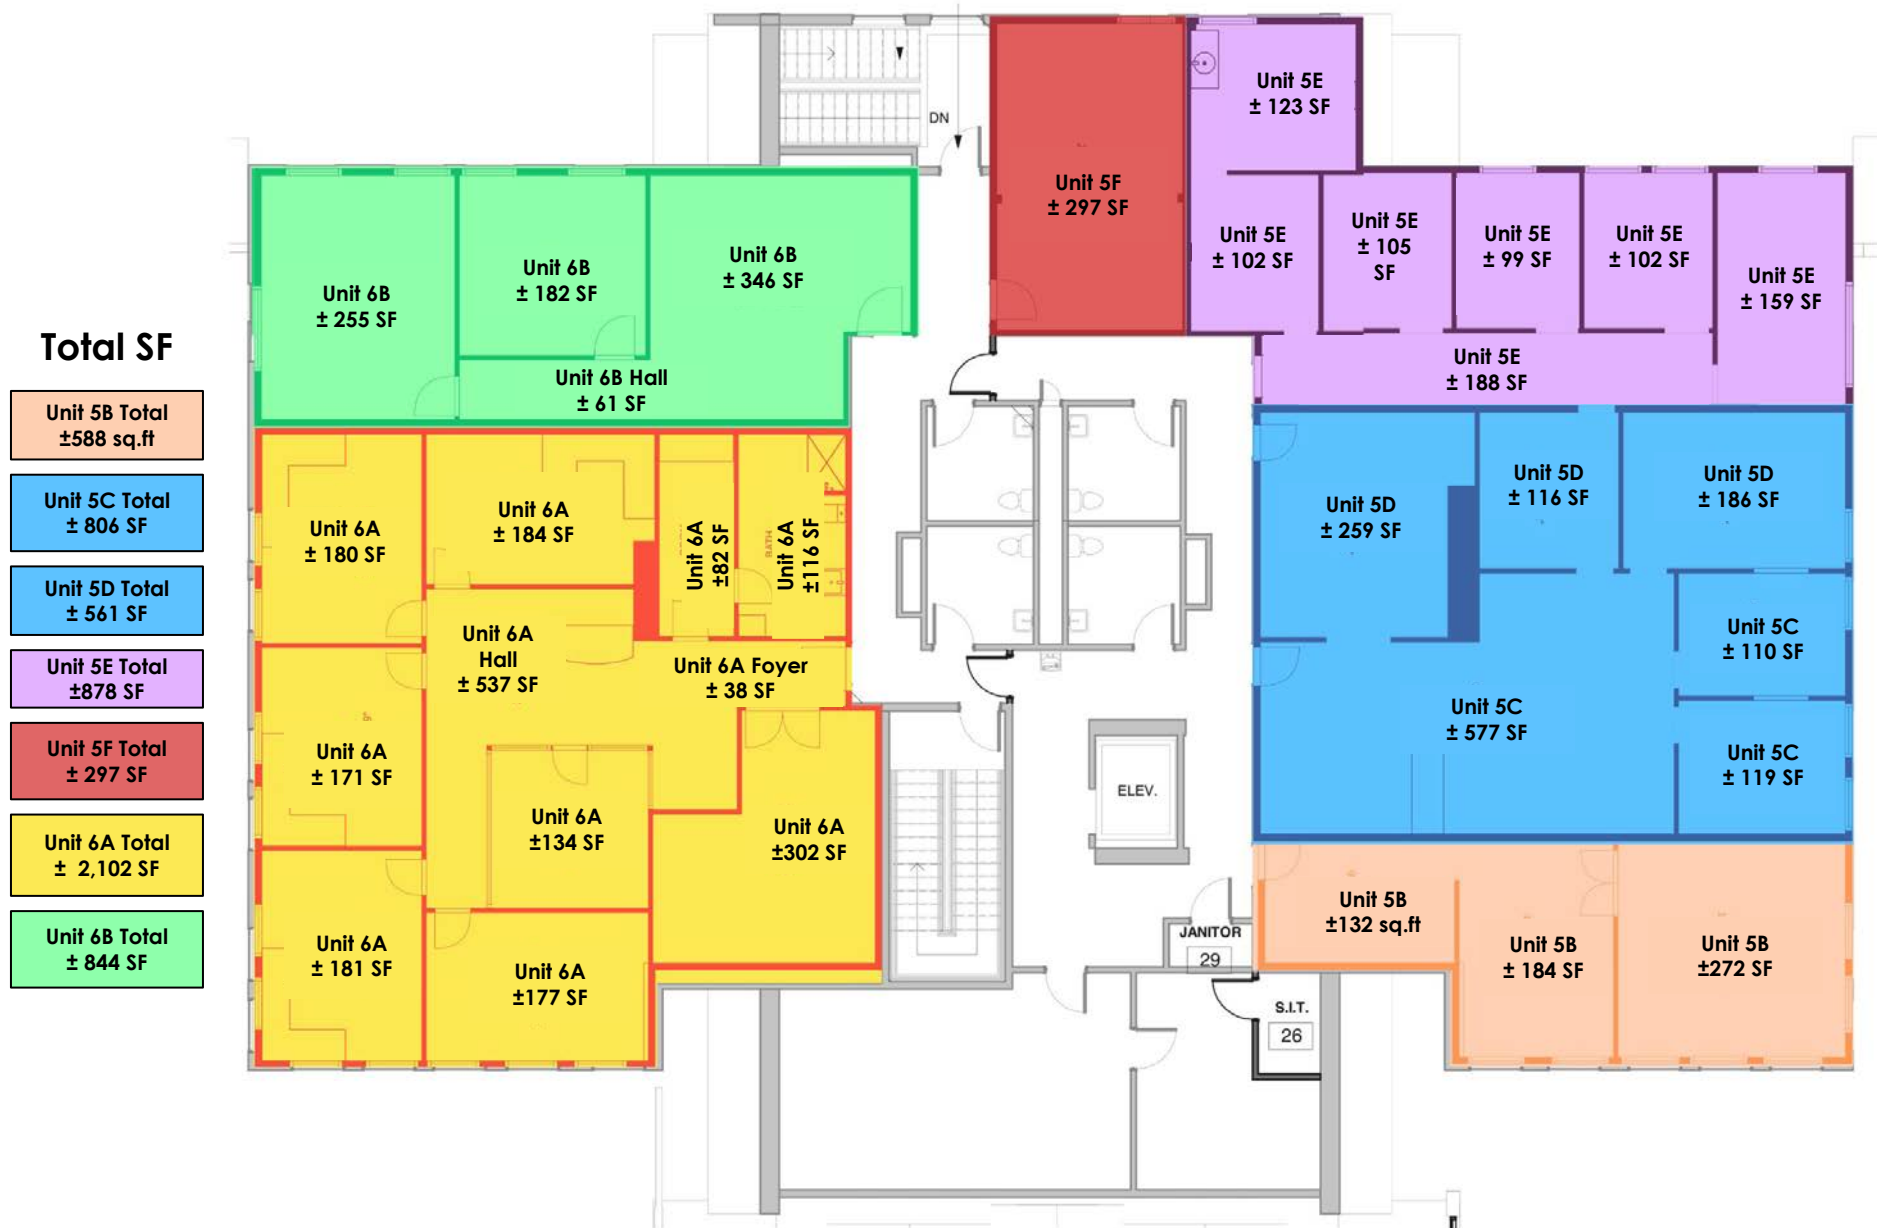 DN
Unit 5E
± 123 SF
Unit 5F
± 297 SF
Unit 6B
± 255 SF
Unit 6B
± 182 SF
Unit 6B
± 346 SF
Unit 6B Hall
± 61 SF
Unit 5E
± 102 SF
Unit 5E
± 105
SF
Unit 5E
± 99 SF
Unit 5E
± 102 SF
Unit 5E
± 159 SF
Unit 5E
± 188 SF
Total SF
Unit 5B Total
±588 sq.ft
Unit 5C Total
± 806 SF
Unit 5D Total
± 561 SF
Unit 5E Total
±878 SF
Unit 5F Total
± 297 SF
Unit 6A Total
± 2,102 SF
Unit 6B Total
± 844 SF
Unit 6A
± 180 SF
Unit 6A
± 184 SF
Unit 6A
±82 SF
BATH
Unit 6A
±116 SF
Unit 6A
Hall
± 537 SF
Unit 6A Foyer
± 38 SF
Unit 6A
± 171 SF
Unit 6A
±134 SF
Unit 6A
±302 SF
Unit 6A
± 181 SF
Unit 6A
±177 SF
Unit 5D
± 259 SF
Unit 5D
± 116 SF
Unit 5D
± 186 SF
Unit 5C
± 110 SF
Unit 5C
± 577 SF
Unit 5C
± 119 SF
ELEV.
JANITOR
29
S.I.T.
26
Unit 5B
±132 sq.ft
Unit 5B
± 184 SF
Unit 5B
±272 SF